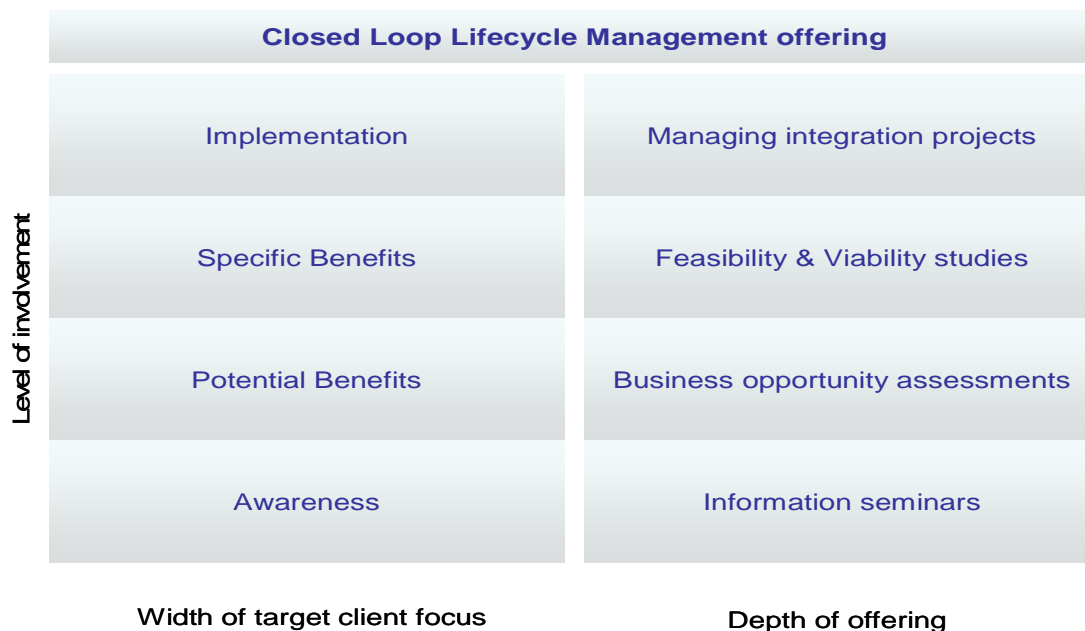 Closed Loop Lifecycle Management offering
Implementation
Managing integration projects
Specific Benefits
Feasibility & Viability studies
Potential Benefits
Business opportunity assessments
Awareness
Information seminars
Level of involvement
Width of target client focus
Depth of offering